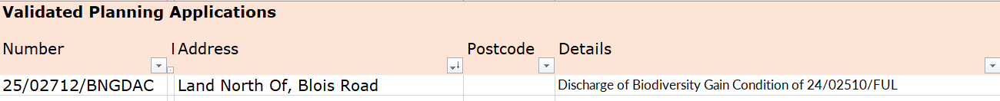 Validated Planning Applications
Number I Address Postcode Details
25/02712/BNGDAC Land North Of, Blois Road Discharge of Biodiversity Gain Condition of 24/02510/FUL